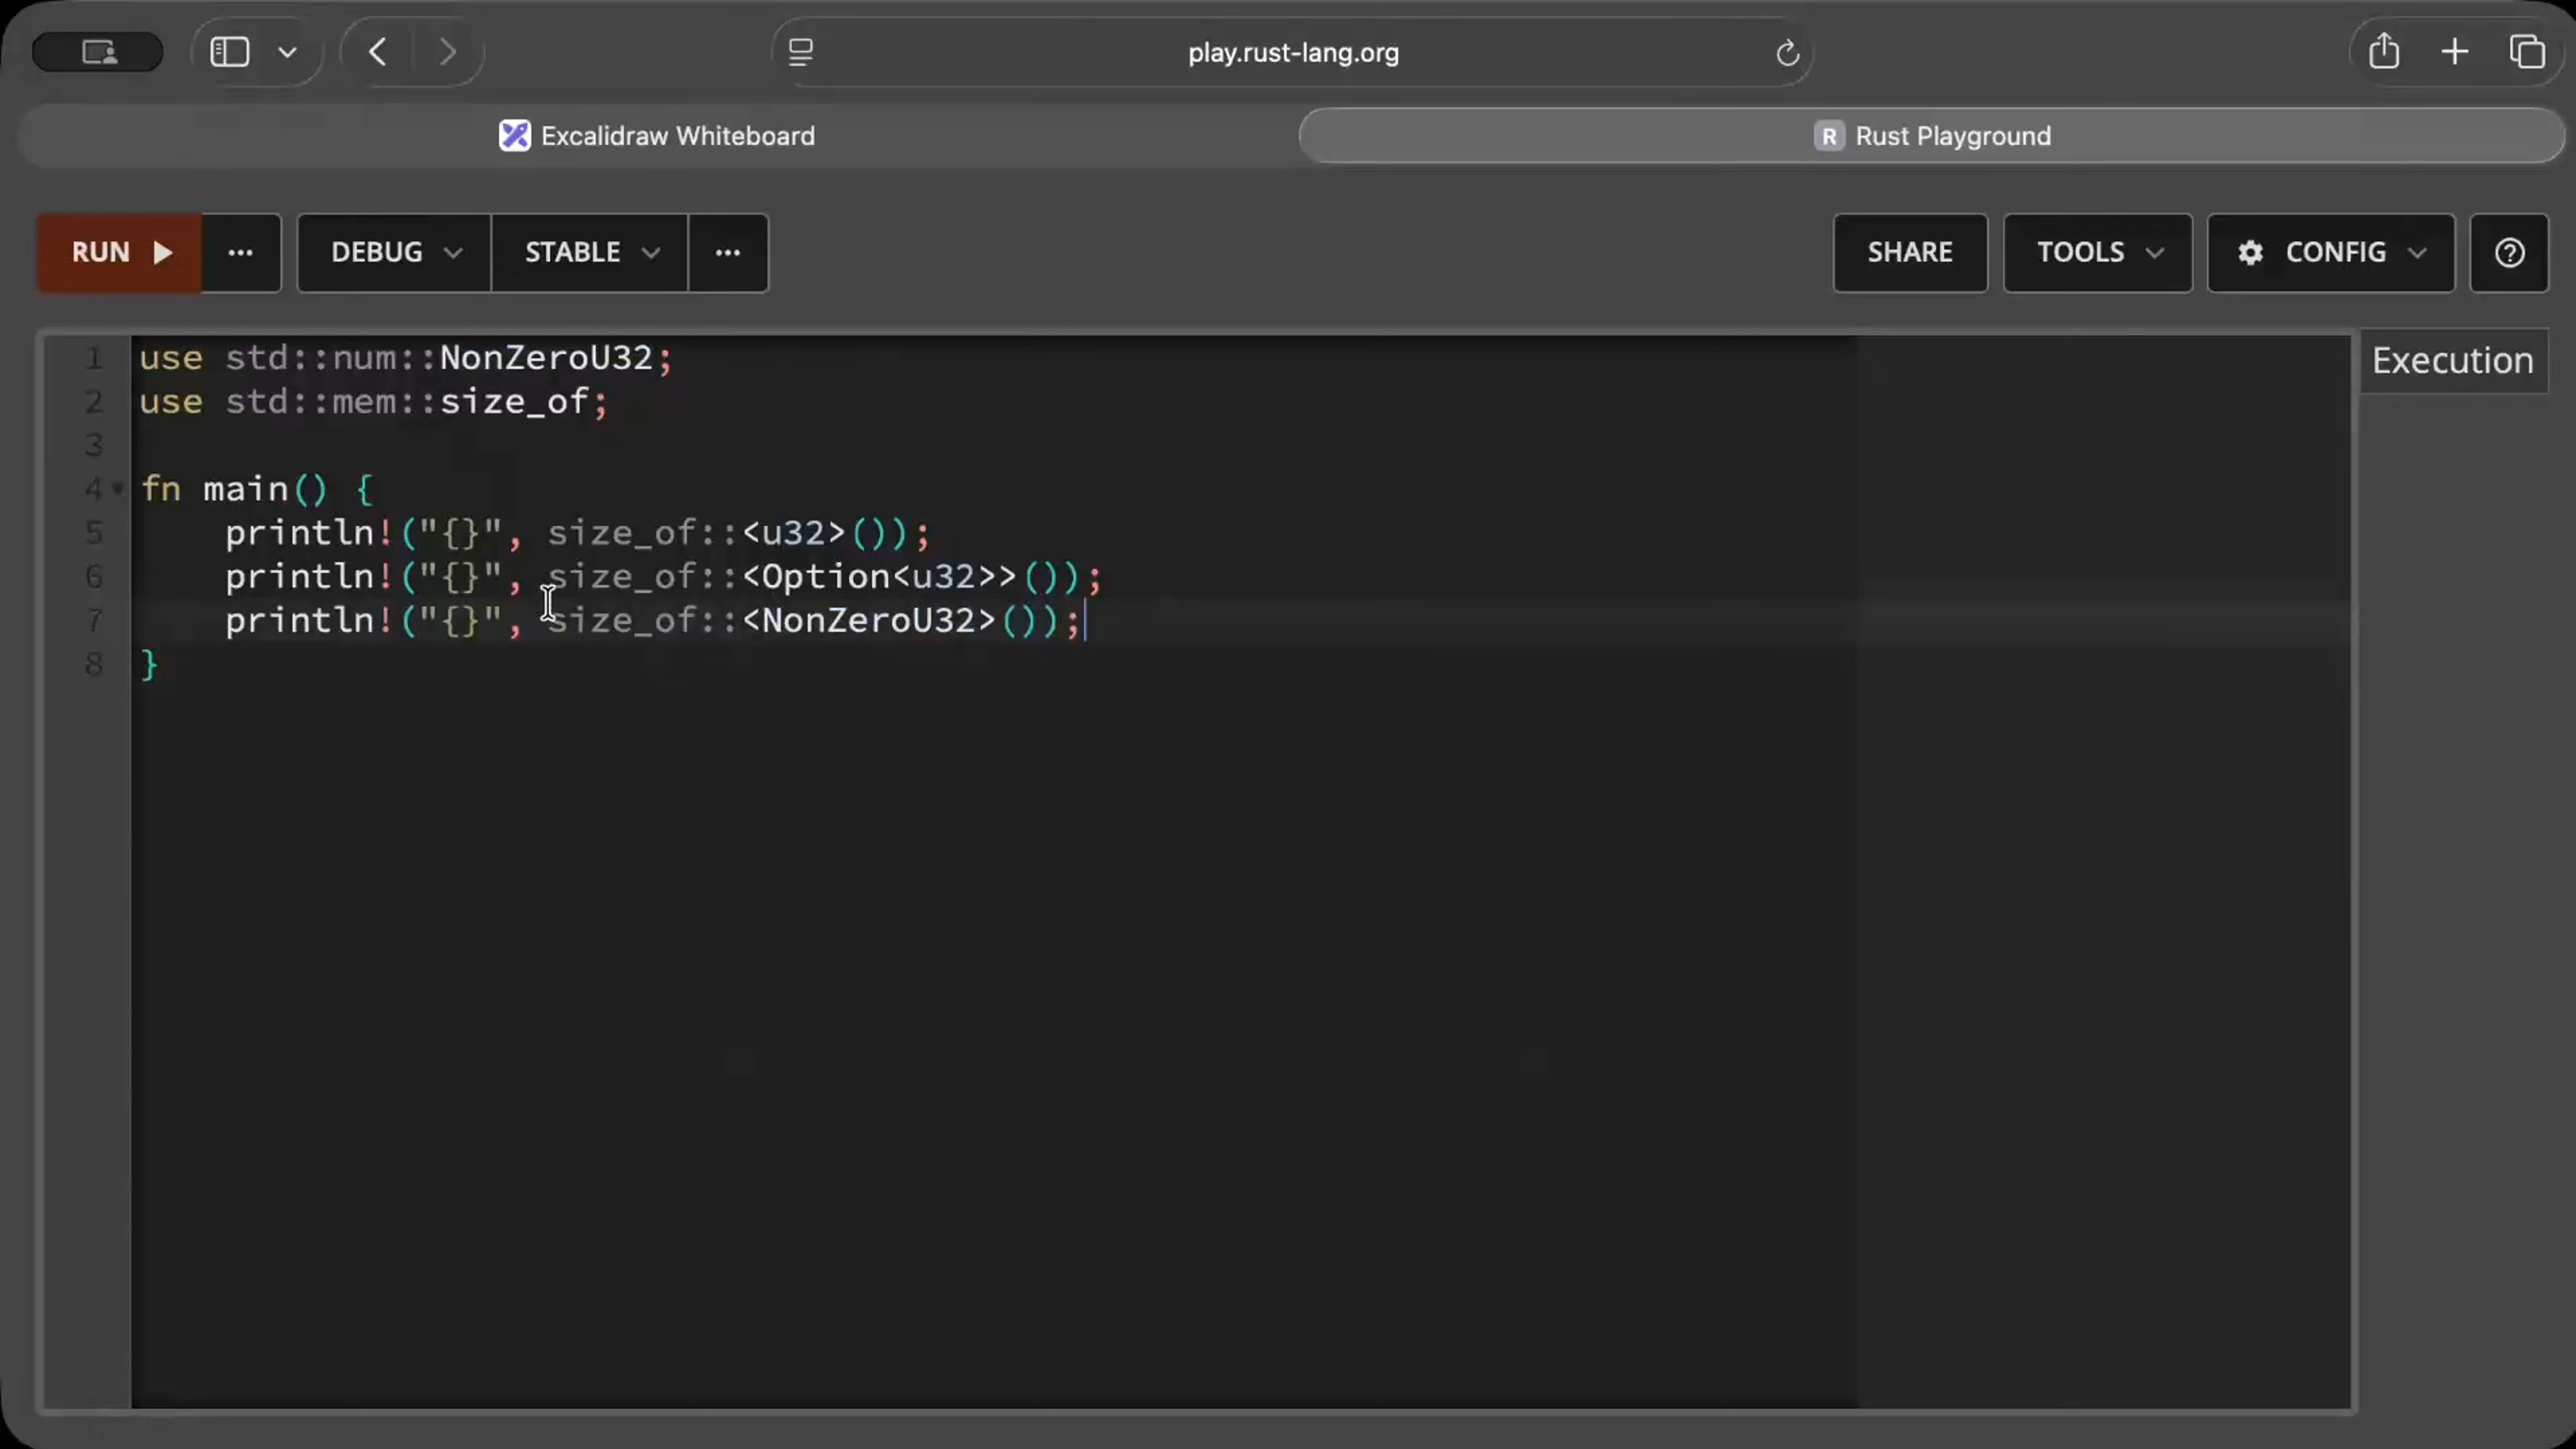 play.rust-lang.org
Excalidraw Whiteboard
R Rust Playground
RUN ... DEBUG STABLE ... SHARE TOOLS CONFIG ?
Execution
1 use std::num::NonZeroU32;
2 use std::mem::size_of;
3
4 fn main() {
5     println!("{}", size_of::<u32>());
6     println!("{}", size_of::<Option<u32>>());
7     println!("{}", size_of::<NonZeroU32>());
8 }